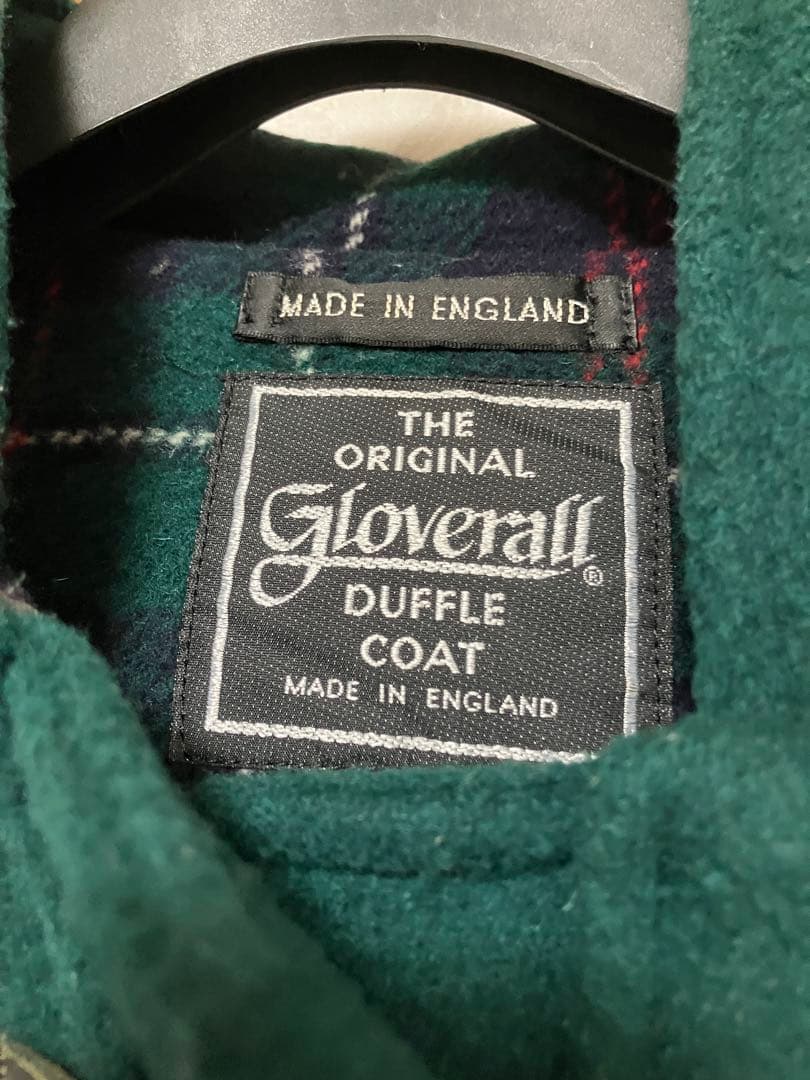 MADE IN ENGLAND
THE
ORIGINAL
Gloverall®
DUFFLE
COAT
MADE IN ENGLAND